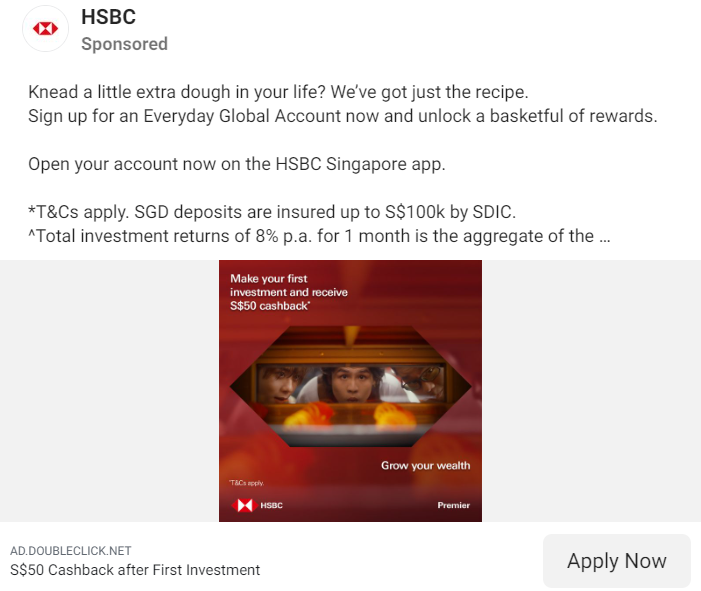 HSBC
Sponsored
Knead a little extra dough in your life? We've got just the recipe.
Sign up for an Everyday Global Account now and unlock a basketful of rewards.
Open your account now on the HSBC Singapore app.
*T&Cs apply. SGD deposits are insured up to S$100k by SDIC.
^Total investment returns of 8% p.a. for 1 month is the aggregate of the ...
Make your first
investment and receive
S$50 cashback*
Grow your wealth
*T&Cs apply.
HSBC
Premier
AD.DOUBLECLICK.NET
S$50 Cashback after First Investment
Apply Now